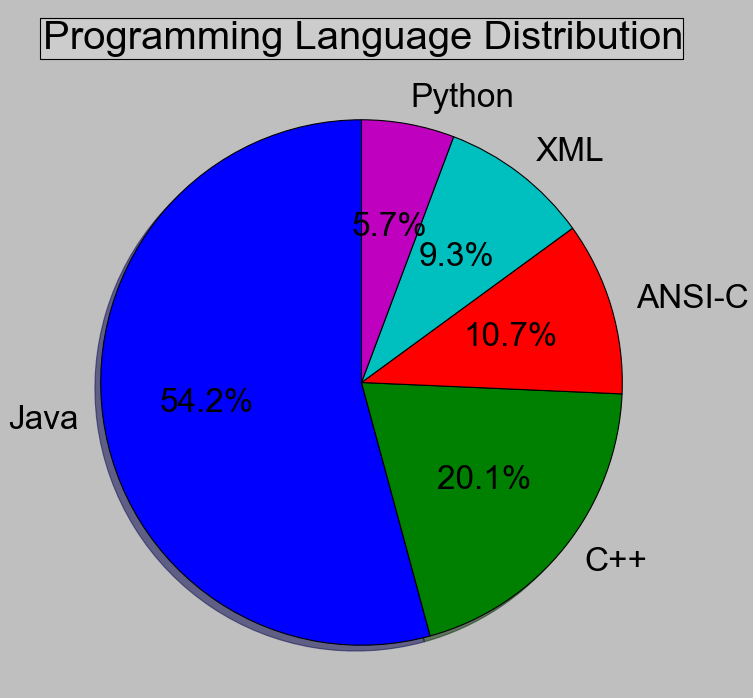 Programming Language Distribution
Python
XML
5.7%
9.3%
ANSI-C
10.7%
54.2%
Java
20.1%
C++